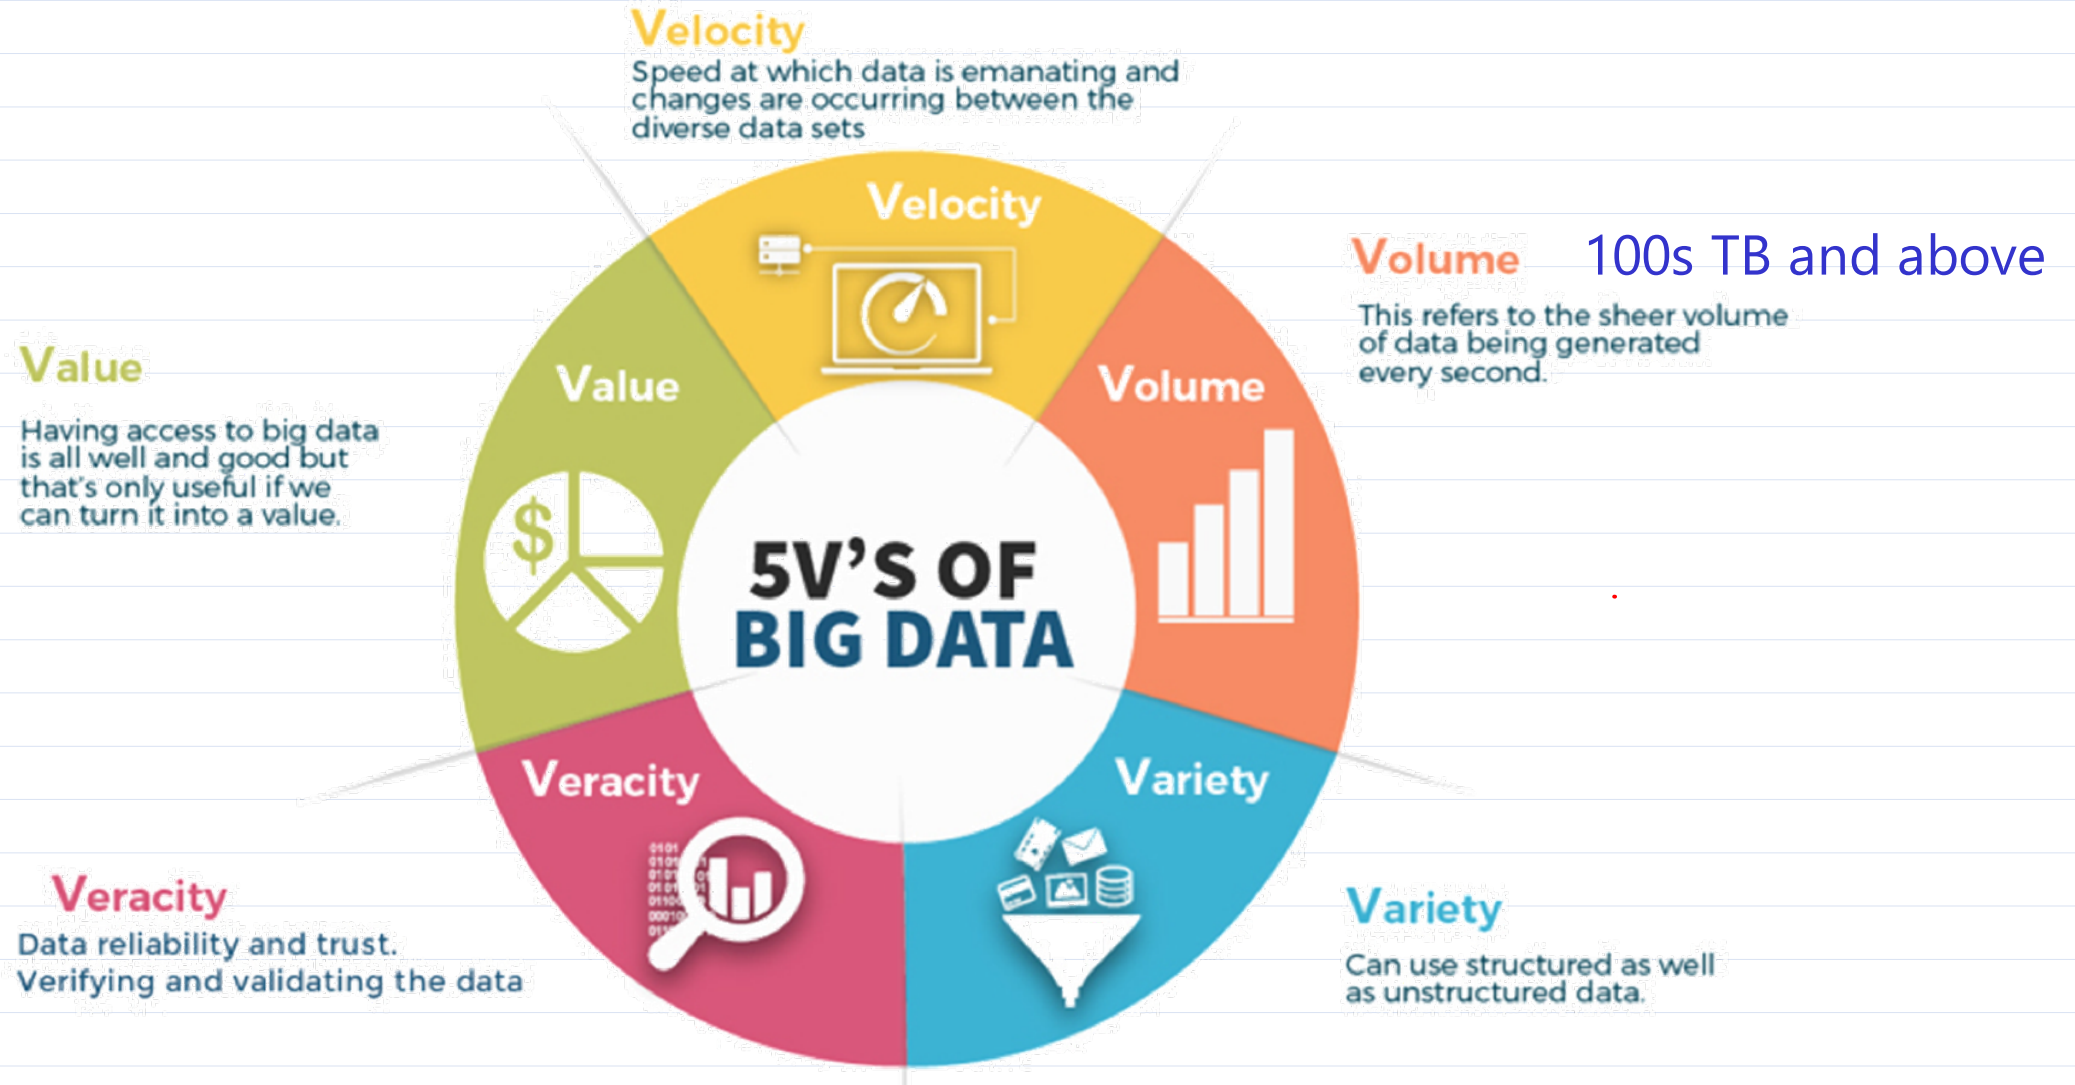 Velocity
Speed at which data is emanating and
changes are occurring between the
diverse data sets
Velocity
Volume
100s TB and above
This refers to the sheer volume
of data being generated
every second.
Value
Having access to big data
is all well and good but
that's only useful if we
can turn it into a value.
Value
$
Volume
5V'S OF
BIG DATA
Veracity
0101
Variety
Veracity
Data reliability and trust.
Verifying and validating the data
Variety
Can use structured as well
as unstructured data.